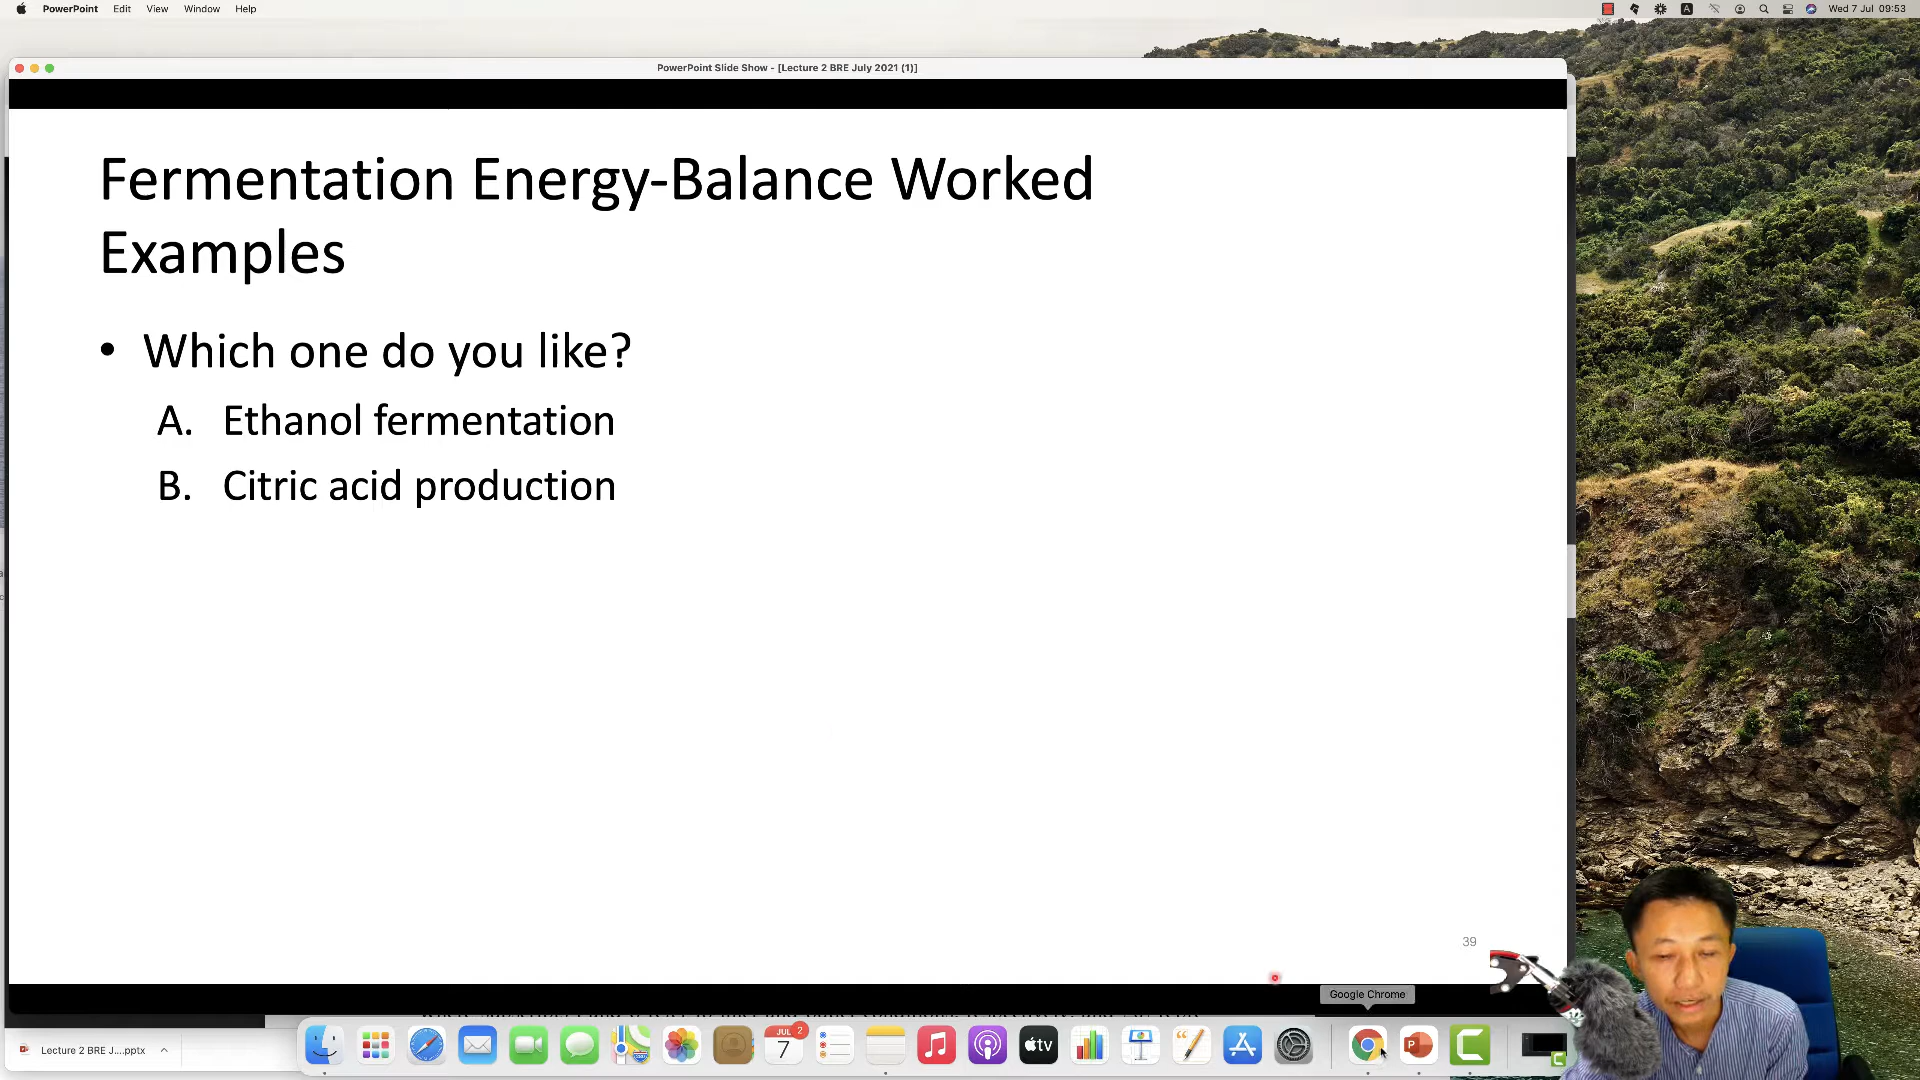 PowerPoint Edit View Window Help
A Wed 7 Jul 09:53
PowerPoint Slide Show - [Lecture 2 BRE July 2021 (1)]
Fermentation Energy-Balance Worked
Examples
• Which one do you like?
A. Ethanol fermentation
B. Citric acid production
39
Google Chrome
Lecture 2 BRE J....pptx
JUL
2
7
tv
P
C